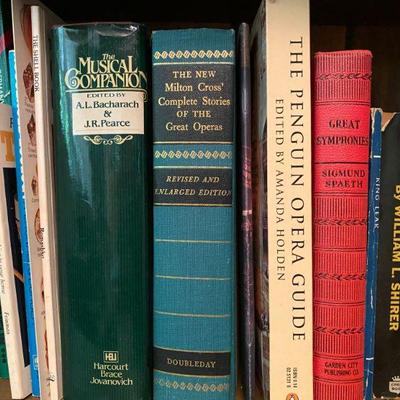 THE SHELL BOOK
The
MUSICAL
COMPANION
EDITED BY
A.L. BACHARACH
&
J.R. PEARCE
HBJ
Harcourt
Brace
Jovanovich
THE NEW
Milton Cross'
Complete Stories
OF THE
Great Operas
REVISED AND
ENLARGED EDITION
DOUBLEDAY
THE PENGUIN OPERA GUIDE
EDITED BY AMANDA HOLDEN
GREAT
SYMPHONIES
SIGMUND
SPAETH
GARDEN CITY
PUBLISHING CO.
KING LEAR
BY WILLIAM L. SHIRER